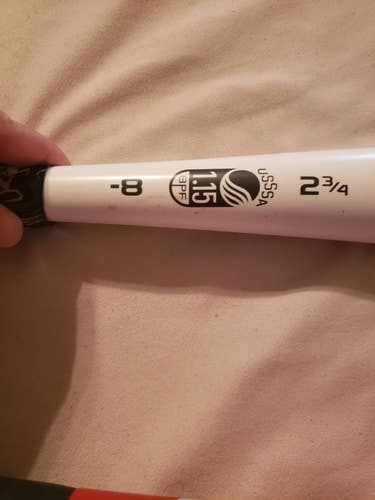 -8
1.15
BPF
USSSA
2 3/4